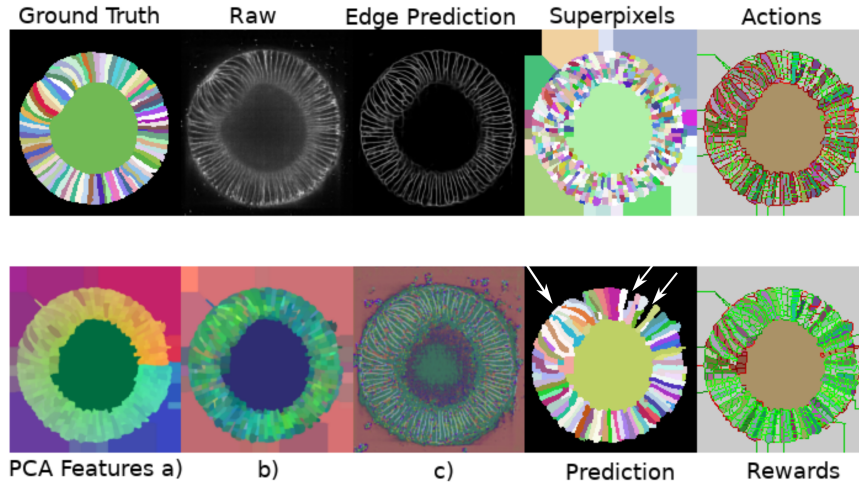 Ground Truth Raw Edge Prediction Superpixels Actions
PCA Features a) b) c) Prediction Rewards